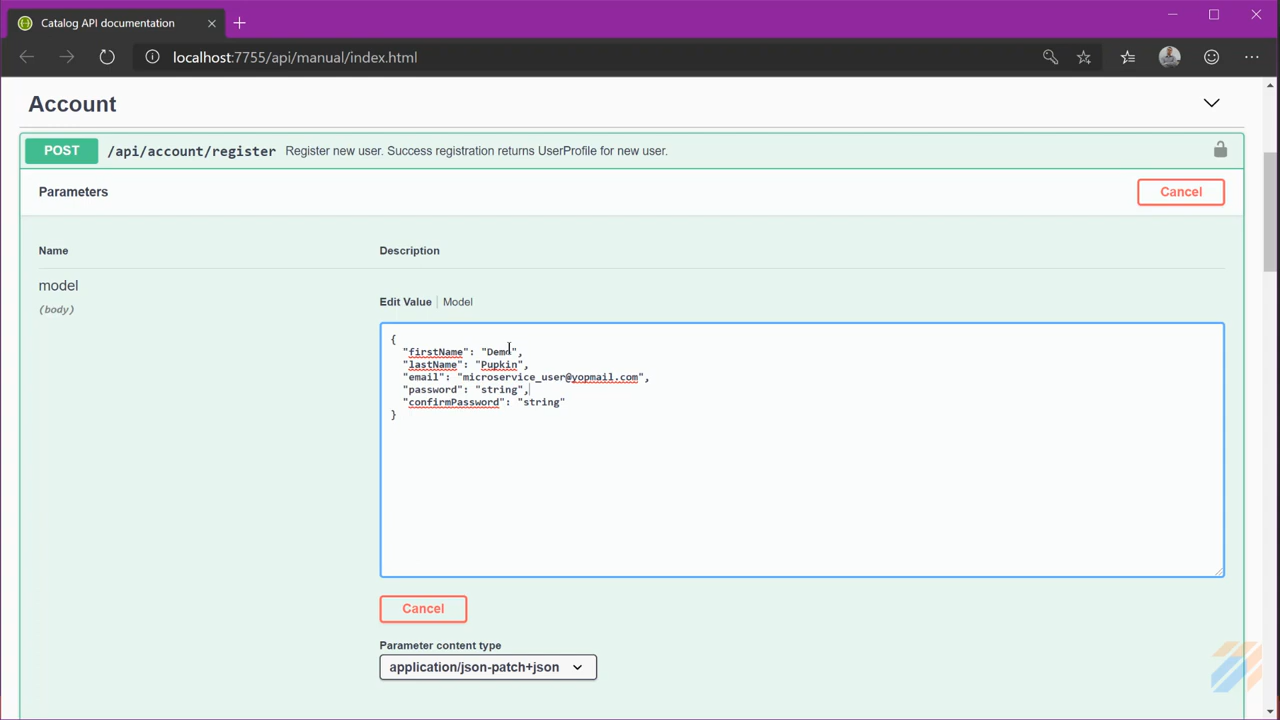 Catalog API documentation
localhost:7755/api/manual/index.html
Account
POST /api/account/register Register new user. Success registration returns UserProfile for new user.
Parameters Cancel
Name Description
model
(body)
Edit Value | Model
{
"firstName": "Demo",
"lastName": "Pupkin",
"email": "microservice_user@yopmail.com",
"password": "string",
"confirmPassword": "string"
}
Cancel
Parameter content type
application/json-patch+json